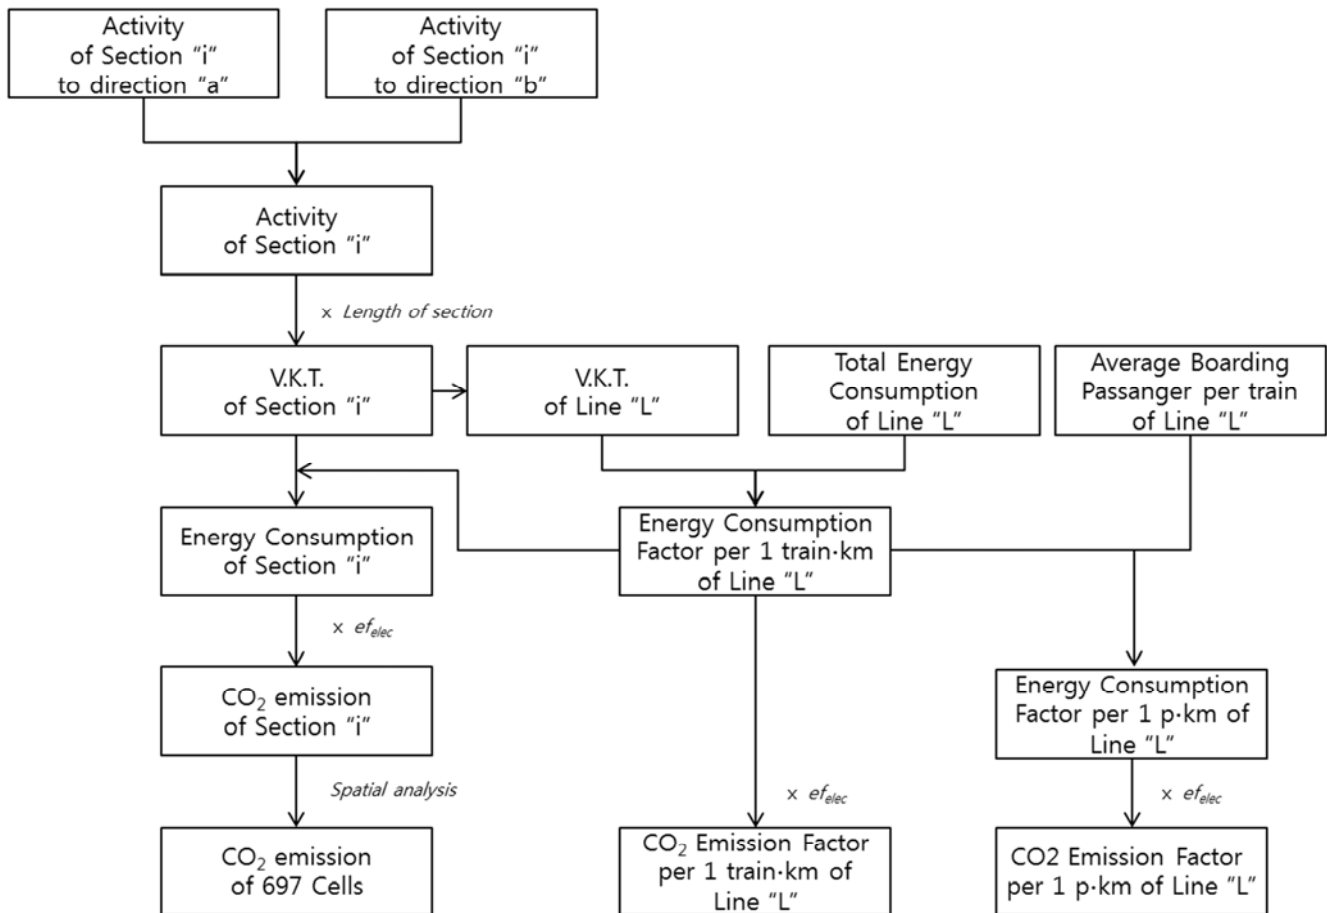 Activity
of Section “i”
to direction “a”
Activity
of Section “i”
to direction “b”
Activity
of Section “i”
x Length of section
V.K.T.
of Section “i”
V.K.T.
of Line “L”
Total Energy
Consumption
of Line “L”
Average Boarding
Passanger per train
of Line “L”
Energy Consumption
of Section “i”
Energy Consumption
Factor per 1 train·km
of Line “L”
x ef_elec
CO₂ emission
of Section “i”
Energy Consumption
Factor per 1 p·km of
Line “L”
Spatial analysis
x ef_elec
x ef_elec
CO₂ emission
of 697 Cells
CO₂ Emission Factor
per 1 train·km of
Line “L”
CO2 Emission Factor
per 1 p·km of Line “L”